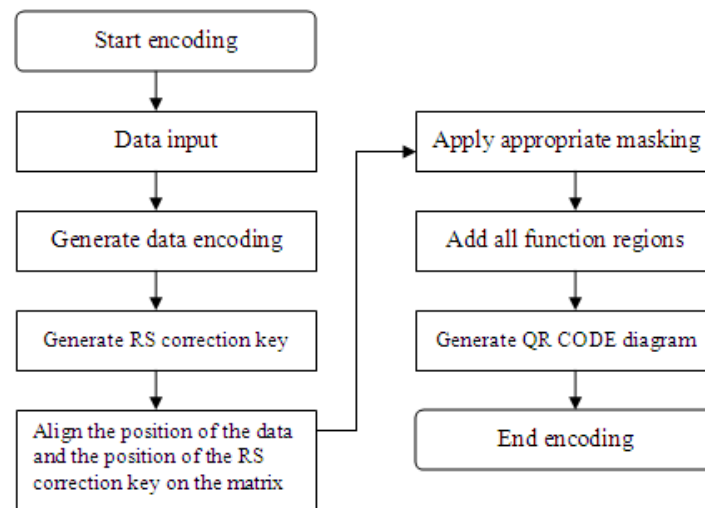 Start encoding
Data input
Generate data encoding
Generate RS correction key
Align the position of the data
and the position of the RS
correction key on the matrix
Apply appropriate masking
Add all function regions
Generate QR CODE diagram
End encoding